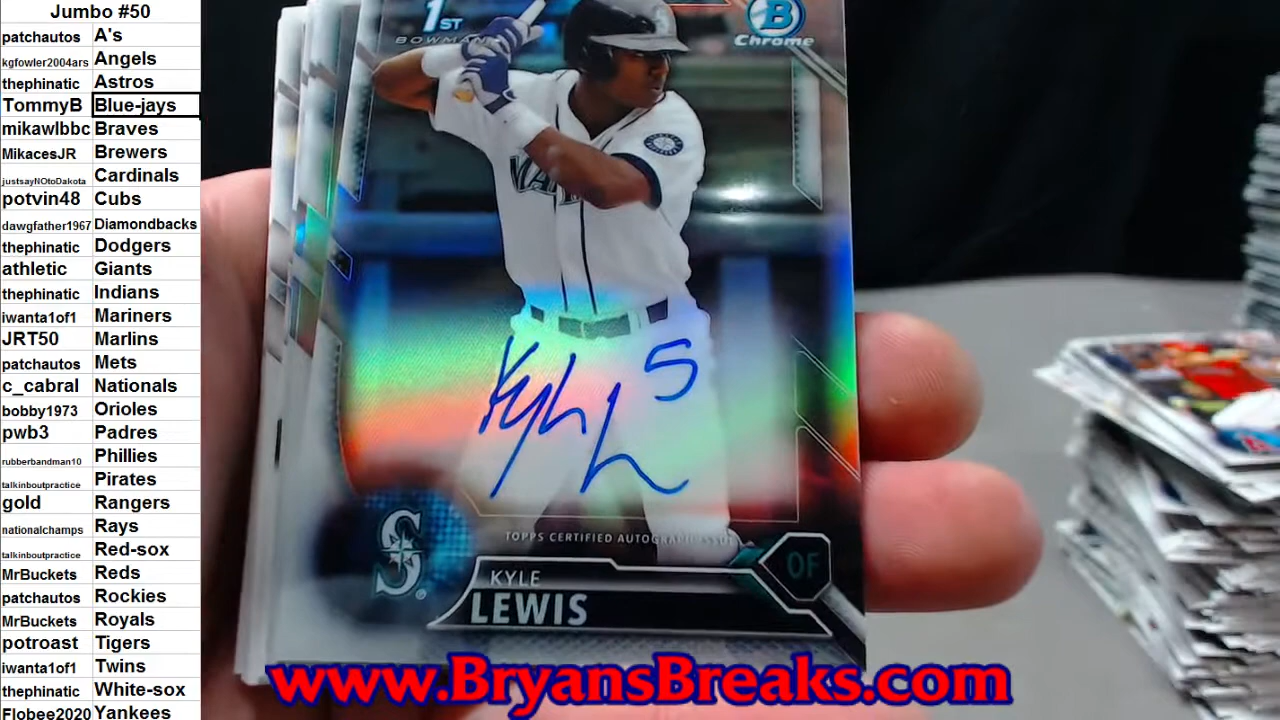 Jumbo #50
patchautos A's
kgfowler2004ars Angels
thephinatic Astros
TommyB Blue-jays
mikawlbbc Braves
MikacesJR Brewers
justsayNOtoDakota Cardinals
potvin48 Cubs
dawgfather1967 Diamondbacks
thephinatic Dodgers
athletic Giants
thephinatic Indians
iwanta1of1 Mariners
JRT50 Marlins
patchautos Mets
c_cabral Nationals
bobby1973 Orioles
pwb3 Padres
rubberbandman10 Phillies
talkinboutpractice Pirates
gold Rangers
nationalchamps Rays
talkinboutpractice Red-sox
MrBuckets Reds
patchautos Rockies
MrBuckets Royals
potroast Tigers
iwanta1of1 Twins
thephinatic White-sox
Flobee2020 Yankees
1ST
BOWMAN
B
Chrome
Kyle Lewis 5
TOPPS CERTIFIED AUTOGRAPH ISSUE
S
OF
KYLE
LEWIS
www.BryansBreaks.com